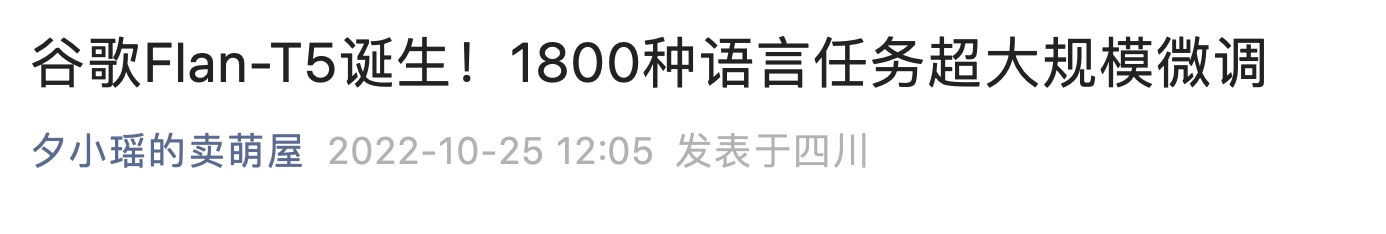 谷歌Flan-T5诞生！1800种语言任务超大规模微调
夕小瑶的卖萌屋 2022-10-25 12:05 发表于四川